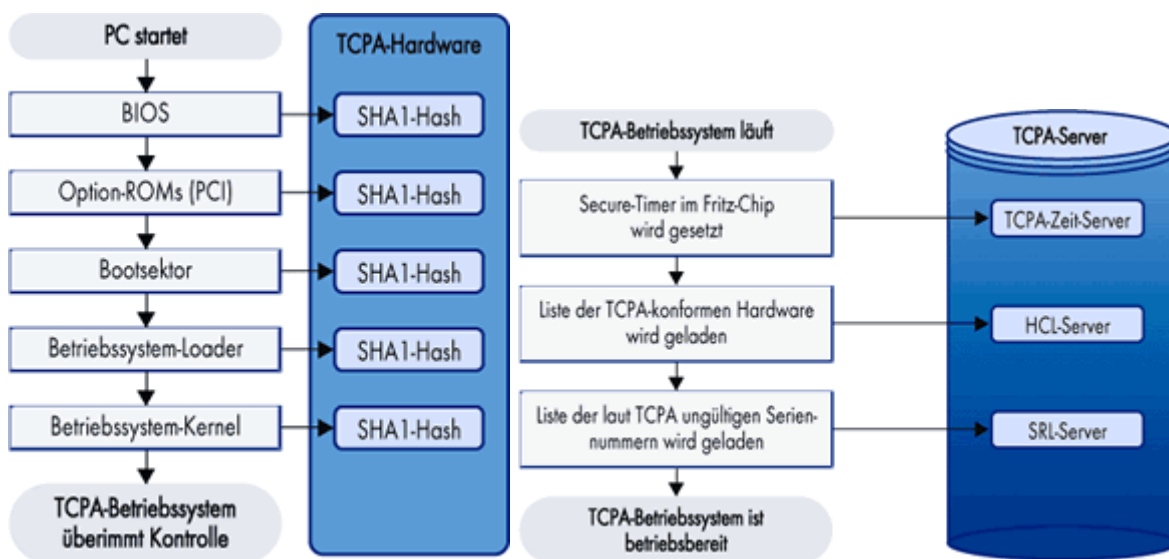 PC startet
BIOS
Option-ROMs (PCI)
Bootsektor
Betriebssystem-Loader
Betriebssystem-Kernel
TCPA-Betriebssystem
überimmt Kontrolle
TCPA-Hardware
SHA1-Hash
SHA1-Hash
SHA1-Hash
SHA1-Hash
SHA1-Hash
TCPA-Betriebssystem läuft
Secure-Timer im Fritz-Chip
wird gesetzt
Liste der TCPA-konformen Hardware
wird geladen
Liste der laut TCPA ungültigen Serien-
nummern wird geladen
TCPA-Betriebssystem ist
betriebsbereit
TCPA-Server
TCPA-Zeit-Server
HCL-Server
SRL-Server